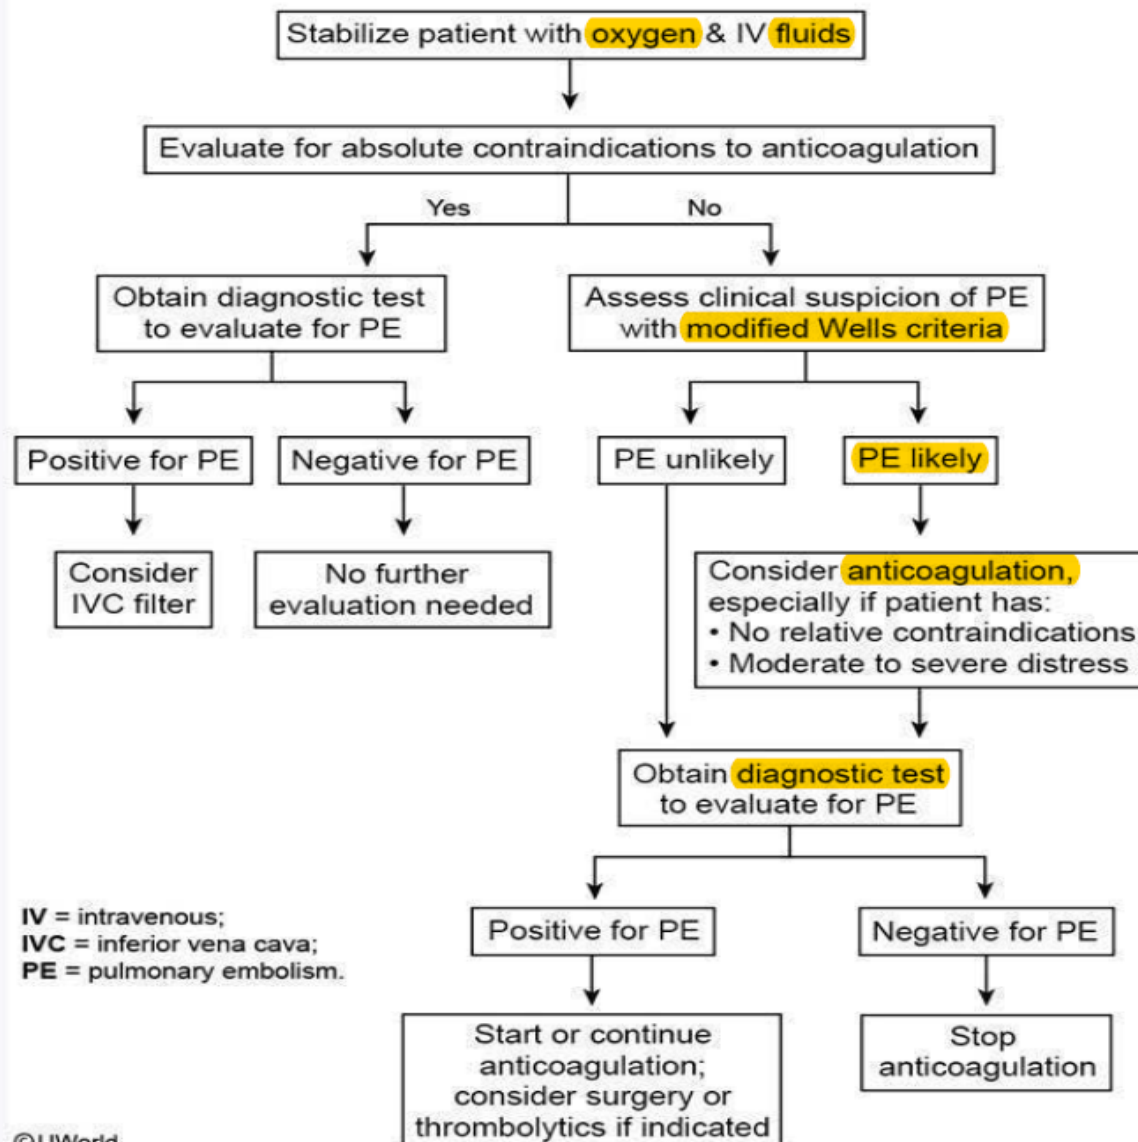 Stabilize patient with oxygen & IV fluids
Evaluate for absolute contraindications to anticoagulation
Yes
No
Obtain diagnostic test
to evaluate for PE
Assess clinical suspicion of PE
with modified Wells criteria
Positive for PE
Negative for PE
PE unlikely
PE likely
Consider
IVC filter
No further
evaluation needed
Consider anticoagulation,
especially if patient has:
• No relative contraindications
• Moderate to severe distress
Obtain diagnostic test
to evaluate for PE
IV = intravenous;
IVC = inferior vena cava;
PE = pulmonary embolism.
Positive for PE
Negative for PE
Start or continue
anticoagulation;
consider surgery or
thrombolytics if indicated
Stop
anticoagulation
©UWorld